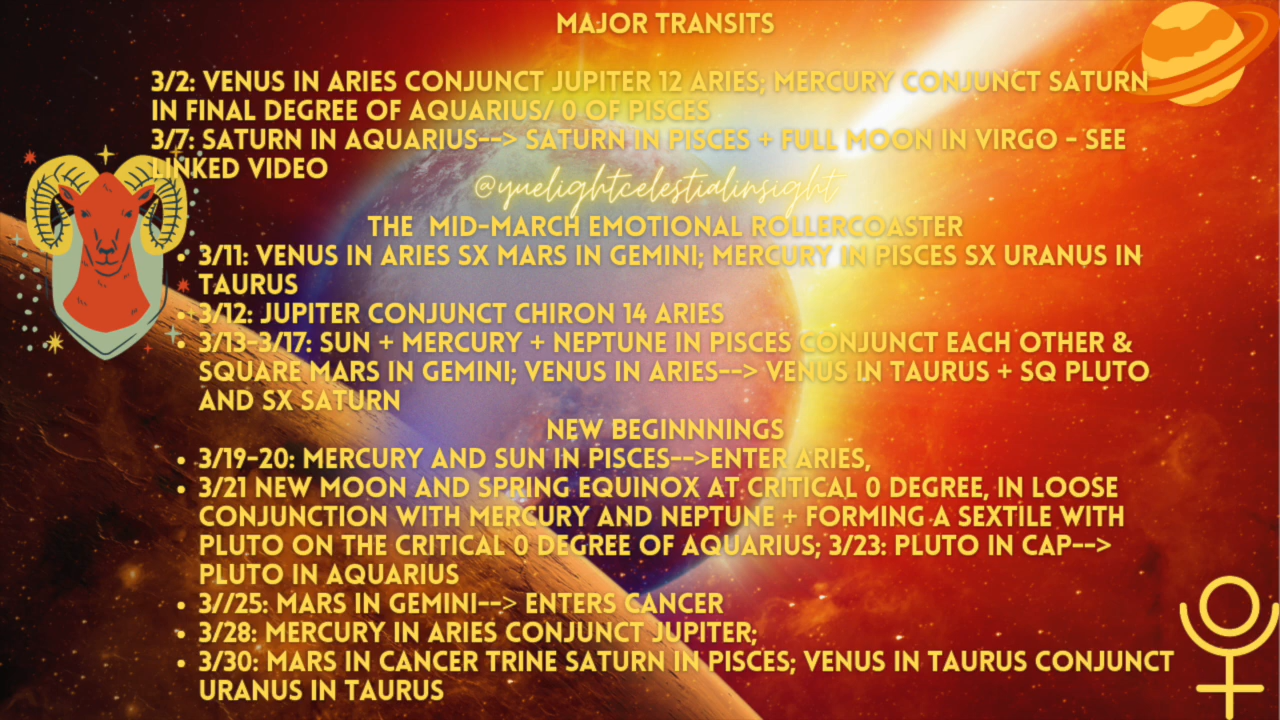 MAJOR TRANSITS
3/2: VENUS IN ARIES CONJUNCT JUPITER 12 ARIES; MERCURY CONJUNCT SATURN
IN FINAL DEGREE OF AQUARIUS/ 0 OF PISCES
3/7: SATURN IN AQUARIUS--> SATURN IN PISCES + FULL MOON IN VIRGO - SEE
LINKED VIDEO
@yuelightcelestialinsight
THE MID-MARCH EMOTIONAL ROLLERCOASTER
• 3/11: VENUS IN ARIES SX MARS IN GEMINI; MERCURY IN PISCES SX URANUS IN
TAURUS
• 3/12: JUPITER CONJUNCT CHIRON 14 ARIES
• 3/13-3/17: SUN + MERCURY + NEPTUNE IN PISCES CONJUNCT EACH OTHER &
SQUARE MARS IN GEMINI; VENUS IN ARIES--> VENUS IN TAURUS + SQ PLUTO
AND SX SATURN
NEW BEGINNNINGS
• 3/19-20: MERCURY AND SUN IN PISCES-->ENTER ARIES,
• 3/21 NEW MOON AND SPRING EQUINOX AT CRITICAL 0 DEGREE, IN LOOSE
CONJUNCTION WITH MERCURY AND NEPTUNE + FORMING A SEXTILE WITH
PLUTO ON THE CRITICAL 0 DEGREE OF AQUARIUS; 3/23: PLUTO IN CAP-->
PLUTO IN AQUARIUS
• 3//25: MARS IN GEMINI--> ENTERS CANCER
• 3/28: MERCURY IN ARIES CONJUNCT JUPITER;
• 3/30: MARS IN CANCER TRINE SATURN IN PISCES; VENUS IN TAURUS CONJUNCT
URANUS IN TAURUS